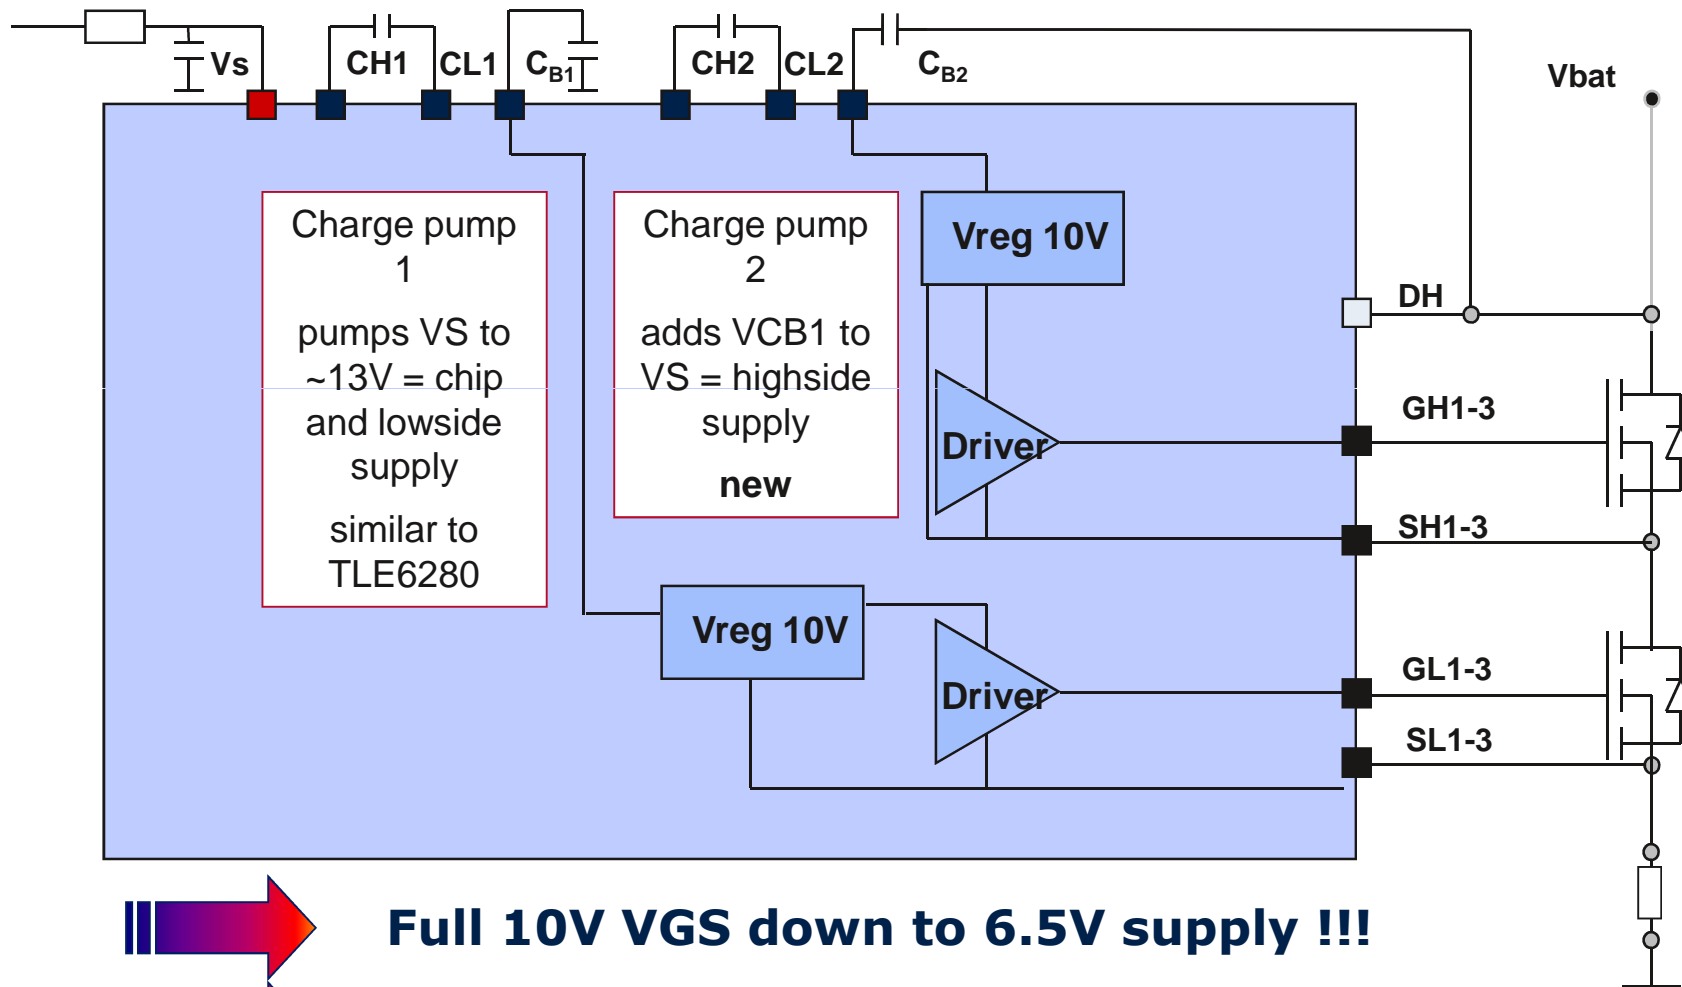 Vs
CH1
CL1
CB1
CH2
CL2
CB2
Vbat
Charge pump
1
pumps VS to
~13V = chip
and lowside
supply
similar to
TLE6280
Charge pump
2
adds VCB1 to
VS = highside
supply
new
Vreg 10V
DH
Driver
GH1-3
SH1-3
Vreg 10V
Driver
GL1-3
SL1-3
Full 10V VGS down to 6.5V supply !!!